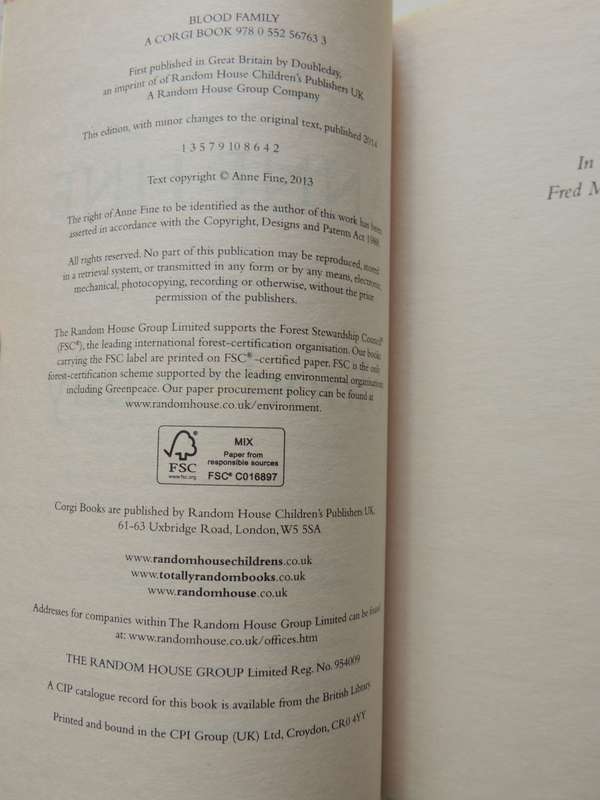 BLOOD FAMILY
A CORGI BOOK 978 0 552 56763 3
First published in Great Britain by Doubleday,
an imprint of of Random House Children's Publishers UK
A Random House Group Company
This edition, with minor changes to the original text, published 2014
1 3 5 7 9 10 8 6 4 2
Text copyright © Anne Fine, 2013
The right of Anne Fine to be identified as the author of this work has been
asserted in accordance with the Copyright, Designs and Patents Act 1988.
All rights reserved. No part of this publication may be reproduced, stored
in a retrieval system, or transmitted in any form or by any means, electronic,
mechanical, photocopying, recording or otherwise, without the prior
permission of the publishers.
The Random House Group Limited supports the Forest Stewardship Council®
(FSC®), the leading international forest-certification organisation. Our books
carrying the FSC label are printed on FSC®-certified paper. FSC is the only
forest-certification scheme supported by the leading environmental organisations
including Greenpeace. Our paper procurement policy can be found at
www.randomhouse.co.uk/environment.
FSC
www.fsc.org
MIX
Paper from
responsible sources
FSC® C016897
Corgi Books are published by Random House Children's Publishers UK,
61-63 Uxbridge Road, London, W5 5SA
www.randomhousechildrens.co.uk
www.totallyrandombooks.co.uk
www.randomhouse.co.uk
Addresses for companies within The Random House Group Limited can be found
at: www.randomhouse.co.uk/offices.htm
THE RANDOM HOUSE GROUP Limited Reg. No. 954009
A CIP catalogue record for this book is available from the British Library.
Printed and bound in the CPI Group (UK) Ltd, Croydon, CR0 4YY
In
Fred M